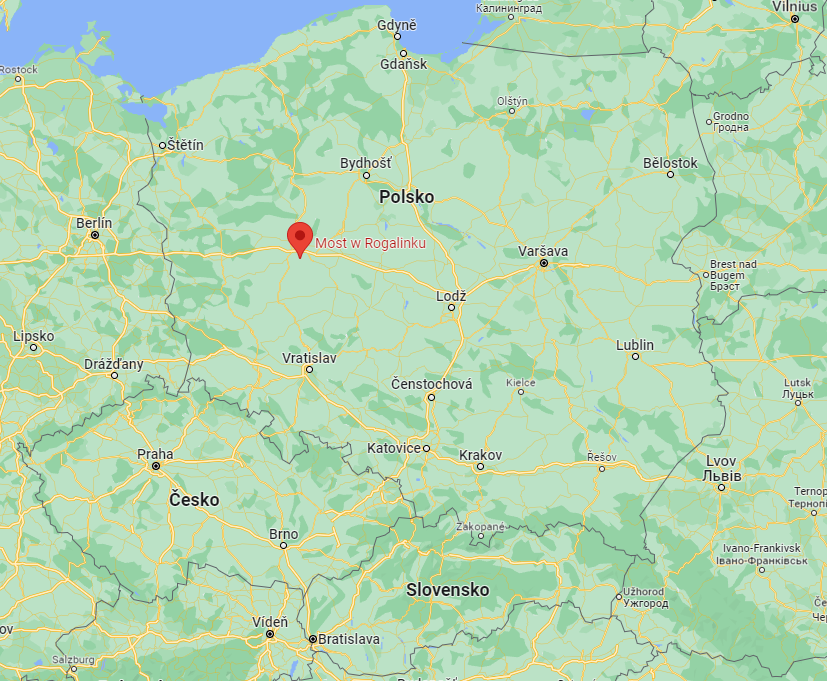 Калининград
Vilnius
Gdyně
Gdaňsk
Rostock
Olštýn
Grodno
Гродна
Štětín
Bydhošť
Bělostok
Polsko
Berlín
Most w Rogalinku
Varšava
Brest nad
Bugem
Брэст
Lodž
Lipsko
Drážďany
Vratislav
Lublin
Čenstochová
Kielce
Lutsk
Луцьк
Praha
Katovice
Krakov
Řešov
Lvov
Львів
Česko
Ternop
Терноп
Brno
Zakopané
Ivano-Frankivsk
Івано-Франківськ
Slovensko
Užhorod
Ужгород
Vídeň
Bratislava
Salzburg